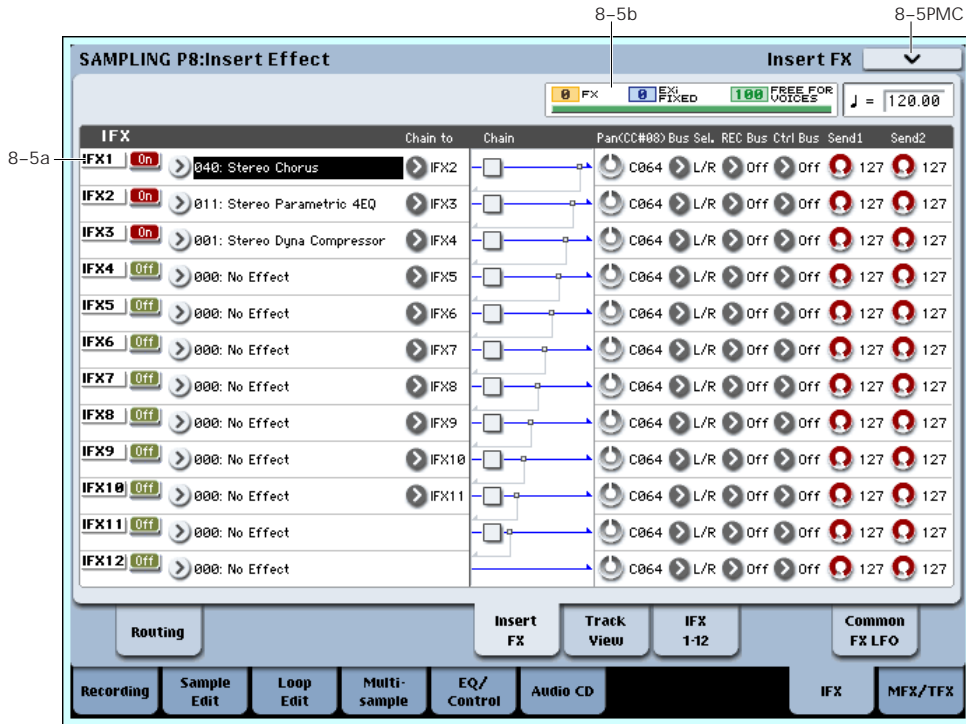 8–5b
8–5PMC
SAMPLING P8:Insert Effect
Insert FX
0 FX 0 EXi FIXED 100 FREE FOR VOICES ♩ = 120.00
IFX Chain to Chain Pan(CC#08) Bus Sel. REC Bus Ctrl Bus Send1 Send2
8–5a
IFX1 On 040: Stereo Chorus IFX2 C064 L/R Off Off 127 127
IFX2 On 011: Stereo Parametric 4EQ IFX3 C064 L/R Off Off 127 127
IFX3 On 001: Stereo Dyna Compressor IFX4 C064 L/R Off Off 127 127
IFX4 Off 000: No Effect IFX5 C064 L/R Off Off 127 127
IFX5 Off 000: No Effect IFX6 C064 L/R Off Off 127 127
IFX6 Off 000: No Effect IFX7 C064 L/R Off Off 127 127
IFX7 Off 000: No Effect IFX8 C064 L/R Off Off 127 127
IFX8 Off 000: No Effect IFX9 C064 L/R Off Off 127 127
IFX9 Off 000: No Effect IFX10 C064 L/R Off Off 127 127
IFX10 Off 000: No Effect IFX11 C064 L/R Off Off 127 127
IFX11 Off 000: No Effect C064 L/R Off Off 127 127
IFX12 Off 000: No Effect C064 L/R Off Off 127 127
Routing
Insert
FX
Track
View
IFX
1-12
Common
FX LFO
Recording
Sample
Edit
Loop
Edit
Multi-
sample
EQ/
Control
Audio CD
IFX
MFX/TFX